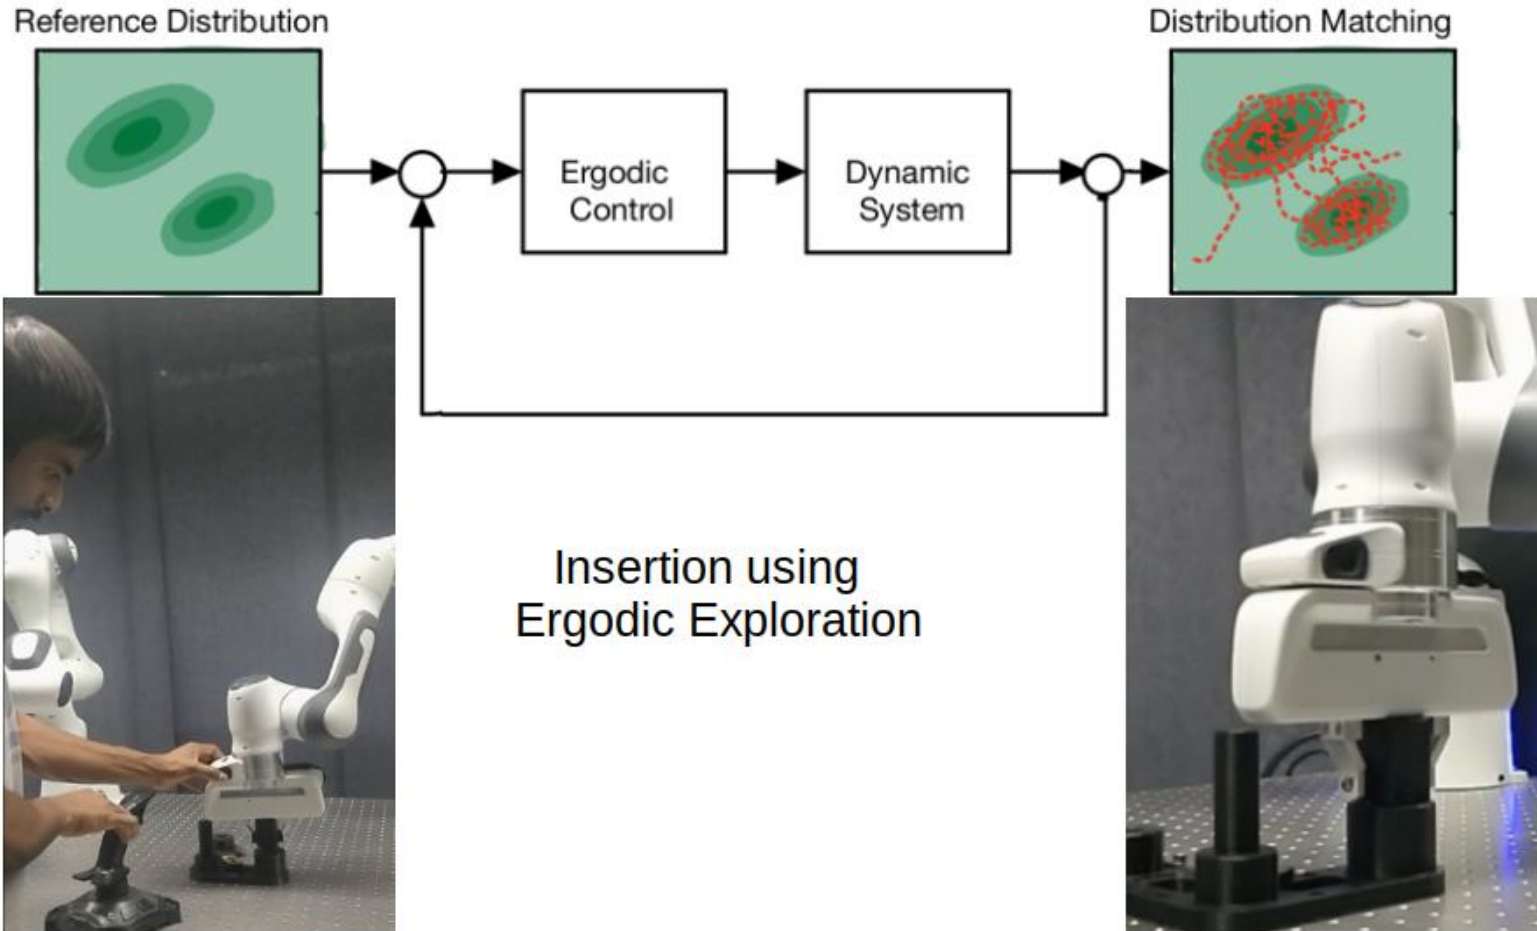 Reference Distribution
Distribution Matching
Ergodic
Control
Dynamic
System
Insertion using
Ergodic Exploration